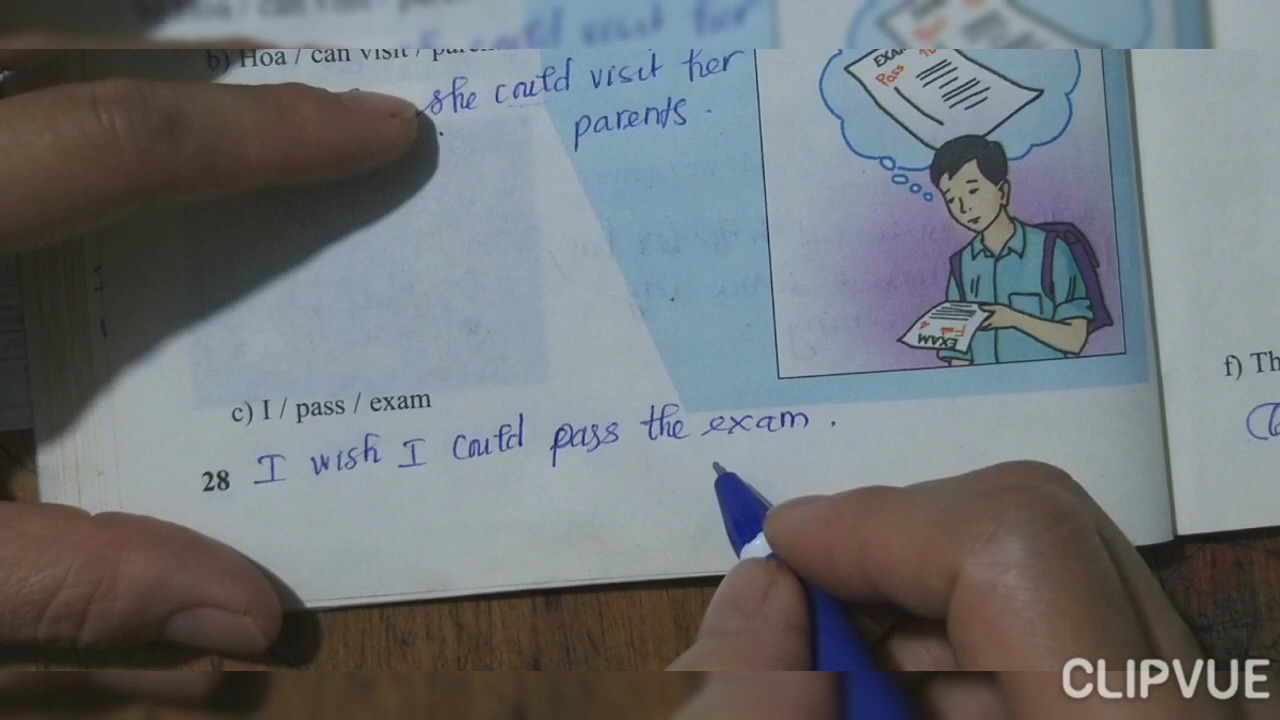 b) Hoa / can visit /
she could visit her
parents.
EXAM
Pass
EXAM
c) I / pass / exam
I wish I could pass the exam.
28
f) Th
CLIPVUE